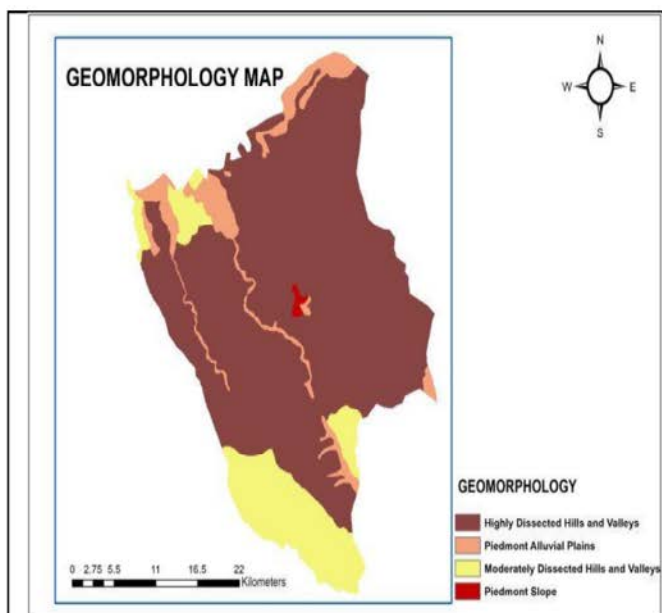 GEOMORPHOLOGY MAP
N
W E
S
GEOMORPHOLOGY
Highly Dissected Hills and Valleys
Piedmont Alluvial Plains
Moderately Dissected Hills and Valleys
Piedmont Slope
0 2.75 5.5 11 16.5 22
Kilometers